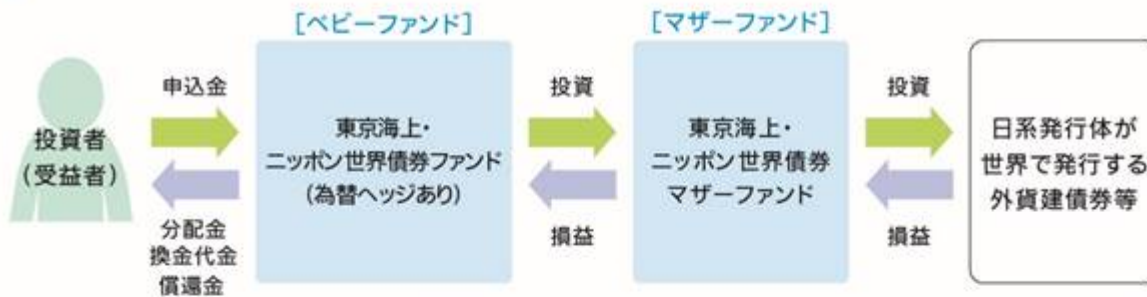 [ベビーファンド]
[マザーファンド]
投資者
(受益者)
申込金
分配金
換金代金
償還金
東京海上・
ニッポン世界債券ファンド
(為替ヘッジあり)
投資
損益
東京海上・
ニッポン世界債券
マザーファンド
投資
損益
日系発行体が
世界で発行する
外貨建債券等